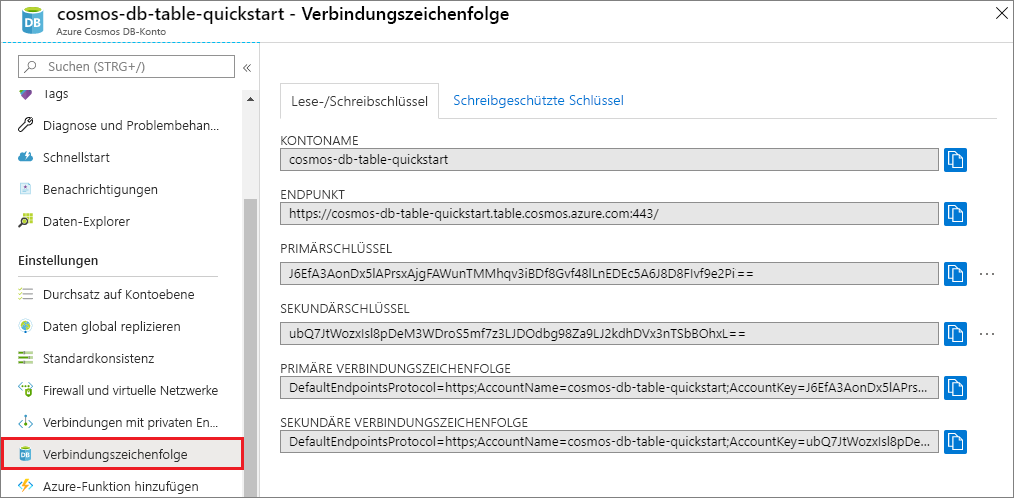 cosmos-db-table-quickstart - Verbindungszeichenfolge
Azure Cosmos DB-Konto
Suchen (STRG+/)
Tags
Diagnose und Problembehan...
Schnellstart
Benachrichtigungen
Daten-Explorer
Einstellungen
Durchsatz auf Kontoebene
Daten global replizieren
Standardkonsistenz
Firewall und virtuelle Netzwerke
Verbindungen mit privaten En...
Verbindungszeichenfolge
Azure-Funktion hinzufügen
Lese-/Schreibschlüssel
Schreibgeschützte Schlüssel
KONTONAME
cosmos-db-table-quickstart
ENDPUNKT
https://cosmos-db-table-quickstart.table.cosmos.azure.com:443/
PRIMÄRSCHLÜSSEL
J6EfA3AonDx5lAPrsxAjgFAWunTMMhqv3iBDf8Gvf48lLnEDEc5A6J8D8FIvf9e2Pi==
SEKUNDÄRSCHLÜSSEL
ubQ7JtWozxIsl8pDeM3WDroS5mf7z3LJDOdbg98Za9LJ2kdhDVx3nTSbBOhxL==
PRIMÄRE VERBINDUNGSZEICHENFOLGE
DefaultEndpointsProtocol=https;AccountName=cosmos-db-table-quickstart;AccountKey=J6EfA3AonDx5lAPrs...
SEKUNDÄRE VERBINDUNGSZEICHENFOLGE
DefaultEndpointsProtocol=https;AccountName=cosmos-db-table-quickstart;AccountKey=ubQ7JtWozxIsl8pDe...